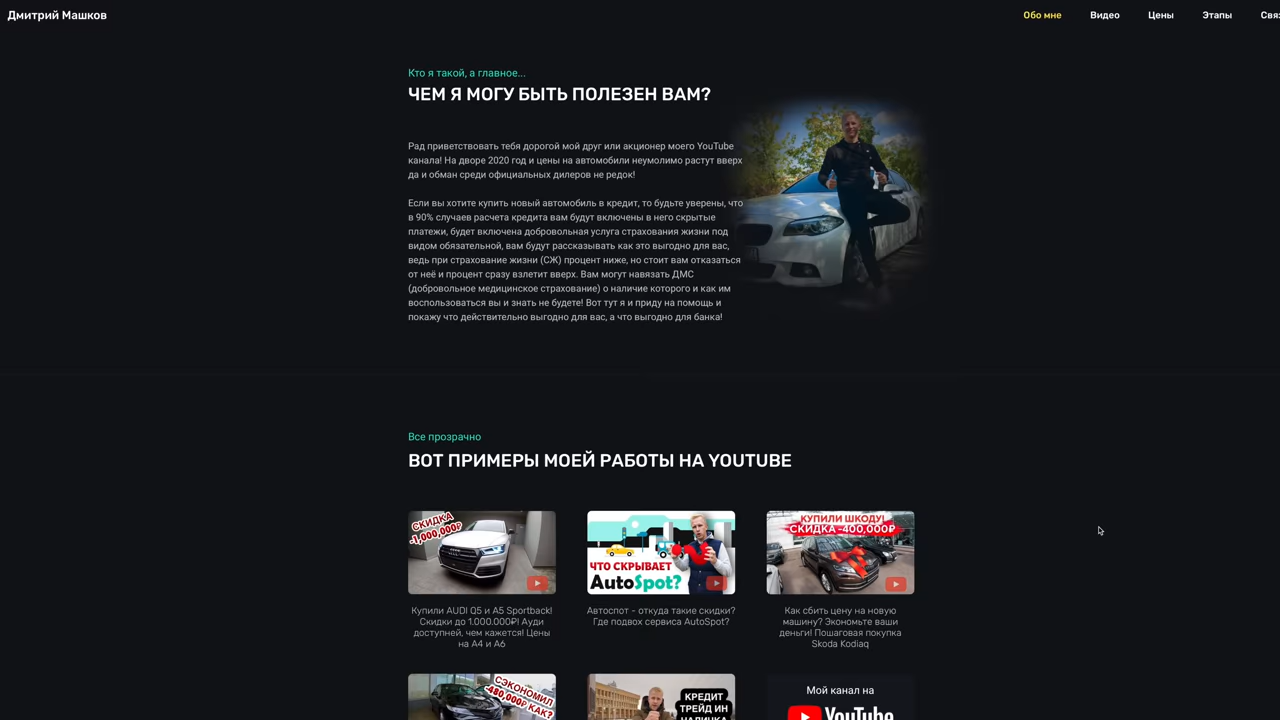 Дмитрий Машков
Обо мне
Видео
Цены
Этапы
Кто я такой, а главное...
ЧЕМ Я МОГУ БЫТЬ ПОЛЕЗЕН ВАМ?
Рад приветствовать тебя дорогой мой друг или акционер моего YouTube
канала! На дворе 2020 год и цены на автомобили неумолимо растут вверх
да и обман среди официальных дилеров не редок!
Если вы хотите купить новый автомобиль в кредит, то будьте уверены, что
в 90% случаев расчета кредита вам будут включены в него скрытые
платежи, будет включена добровольная услуга страхования жизни под
видом обязательной, вам будут рассказывать как это выгодно для вас,
ведь при страхование жизни (СЖ) процент ниже, но стоит вам отказаться
от неё и процент сразу взлетит вверх. Вам могут навязать ДМС
(добровольное медицинское страхование) о наличие которого и как им
воспользоваться вы и знать не будете! Вот тут я и приду на помощь и
покажу что действительно выгодно для вас, а что выгодно для банка!
Все прозрачно
ВОТ ПРИМЕРЫ МОЕЙ РАБОТЫ НА YOUTUBE
СКИДКА
-1,000,000₽
ЧТО СКРЫВАЕТ
AutoSpot?
КУПИЛИ ШКОДУ!
СКИДКА -400,000₽
Купили AUDI Q5 и A5 Sportback!
Скидки до 1.000.000₽! Ауди
доступней, чем кажется! Цены
на А4 и А6
Автоспот - откуда такие скидки?
Где подвох сервиса AutoSpot?
Как сбить цену на новую
машину? Экономьте ваши
деньги! Пошаговая покупка
Skoda Kodiaq
СЭКОНОМИЛ
-480,000₽ КАК?
КРЕДИТ
ТРЕЙД ИН
НАЛИЧКА
Мой канал на
YouTube